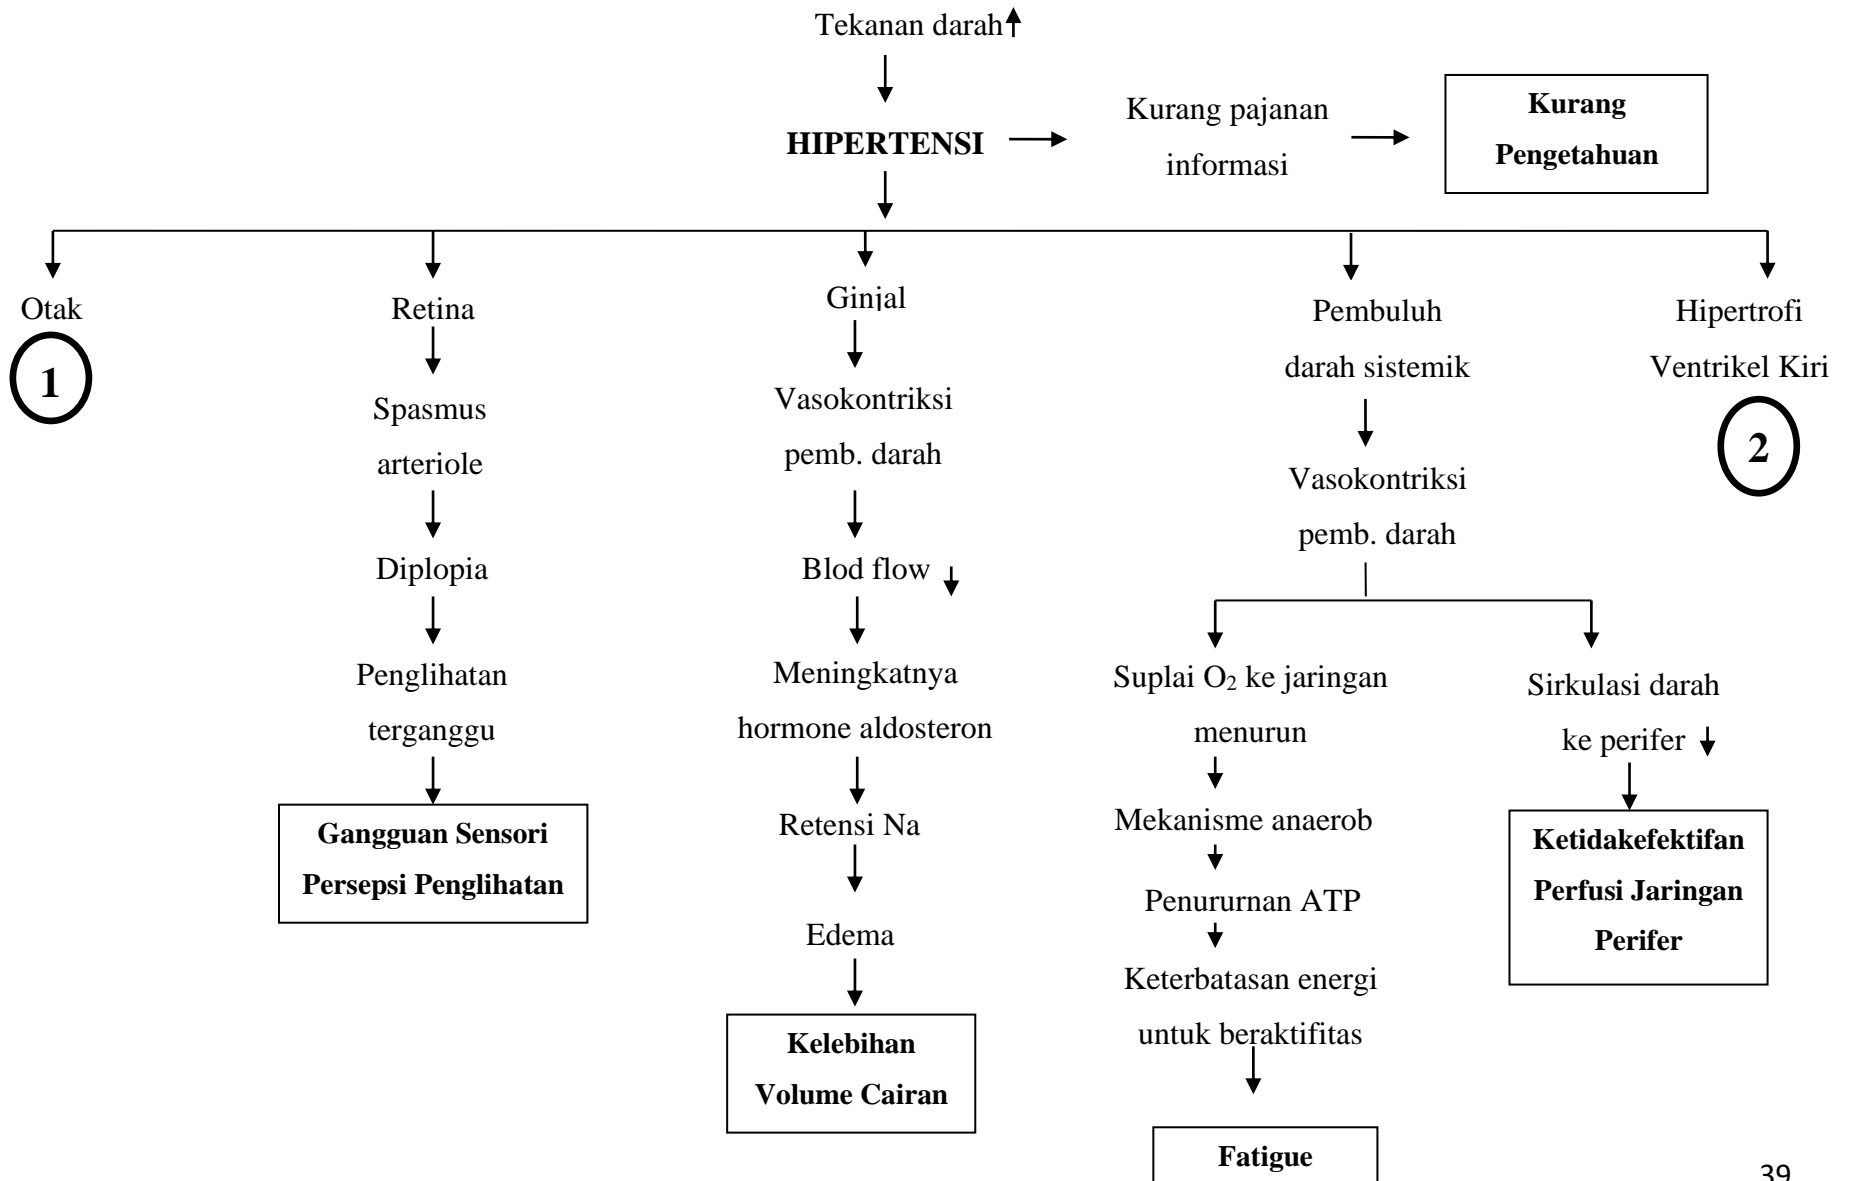 Tekanan darah
HIPERTENSI
Kurang pajanan
informasi
Kurang
Pengetahuan
Otak
1
Retina
Spasmus
arteriole
Diplopia
Penglihatan
terganggu
Gangguan Sensori
Persepsi Penglihatan
Ginjal
Vasokontriksi
pemb. darah
Blod flow
Meningkatnya
hormone aldosteron
Retensi Na
Edema
Kelebihan
Volume Cairan
Pembuluh
darah sistemik
Vasokontriksi
pemb. darah
Suplai O₂ ke jaringan
menurun
Mekanisme anaerob
Penururnan ATP
Keterbatasan energi
untuk beraktifitas
Fatigue
Sirkulasi darah
ke perifer
Ketidakefektifan
Perfusi Jaringan
Perifer
Hipertrofi
Ventrikel Kiri
2
39